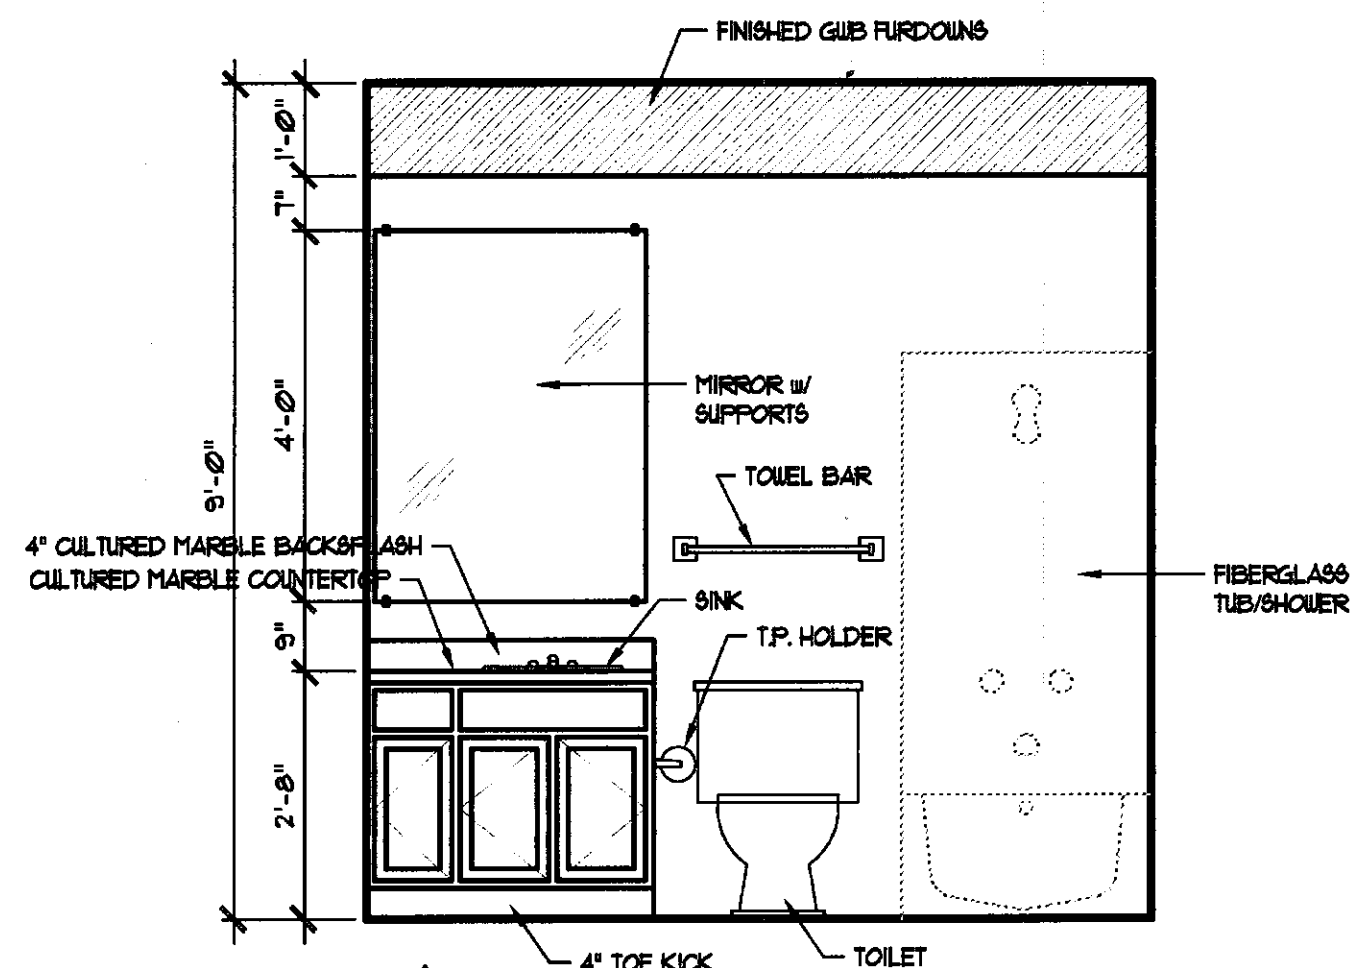 FINISHED GWB FURDOWNS
1'-0"
7"
4'-0"
9'-0"
MIRROR w/
SUPPORTS
TOWEL BAR
4" CULTURED MARBLE BACKSPLASH
CULTURED MARBLE COUNTERTOP
FIBERGLASS
TUB/SHOWER
SINK
9"
T.P. HOLDER
2'-8"
4" TOE KICK
TOILET